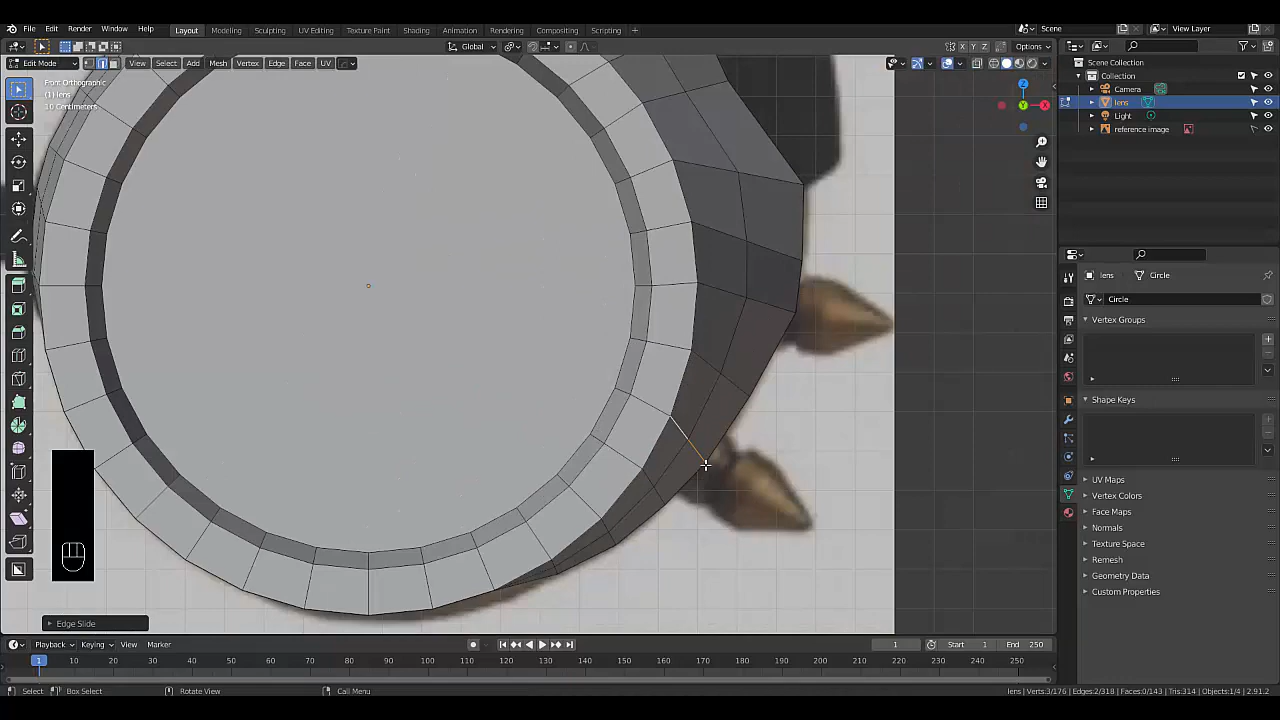 File Edit Render Window Help Layout Modeling Sculpting UV Editing Texture Paint Shading Animation Rendering Compositing Scripting + Scene View Layer
Global X Y Z Options
Edit Mode View Select Add Mesh Vertex Edge Face UV
Front Orthographic
(1) lens
10 Centimeters
Scene Collection
Collection
Camera
lens
Light
reference image
lens Circle
Circle
Vertex Groups
Shape Keys
UV Maps
Vertex Colors
Face Maps
Normals
Texture Space
Remesh
Geometry Data
Custom Properties
Edge Slide
Playback Keying View Marker 1 Start 1 End 250
1 10 20 30 40 50 60 70 80 90 100 110 120 130 140 150 160 170 180 190 200 210 220 230 240 250
Select Box Select Rotate View Call Menu lens | Verts:3/176 | Edges:2/318 | Faces:0/143 | Tris:314 | Objects:1/4 | 2.91.2